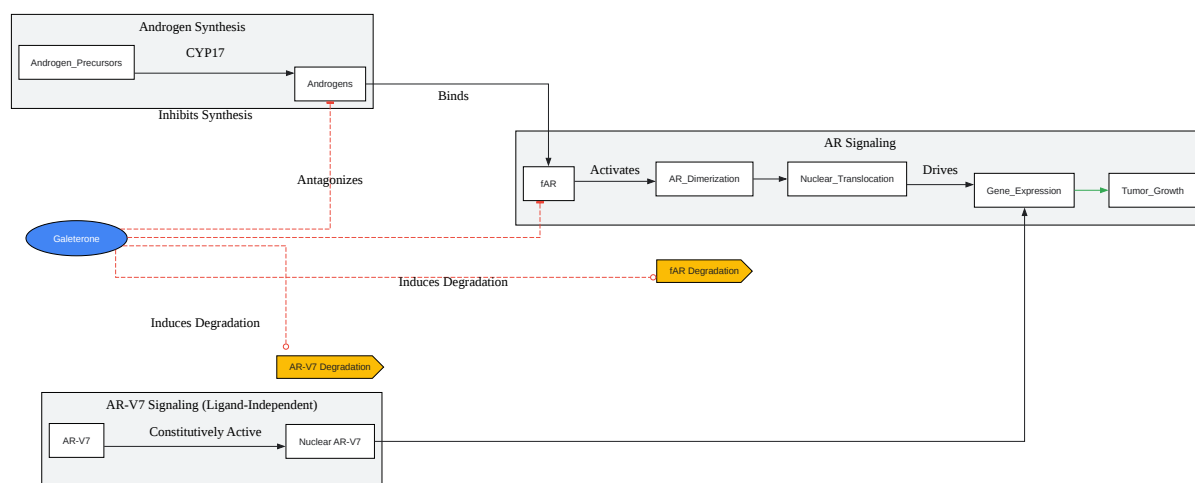 Androgen Synthesis
CYP17
Androgen_Precursors
Androgens
Binds
Inhibits Synthesis
AR Signaling
Activates
Drives
fAR
AR_Dimerization
Nuclear_Translocation
Gene_Expression
Tumor_Growth
Antagonizes
Galeterone
fAR Degradation
Induces Degradation
Induces Degradation
AR-V7 Degradation
AR-V7 Signaling (Ligand-Independent)
Constitutively Active
AR-V7
Nuclear AR-V7